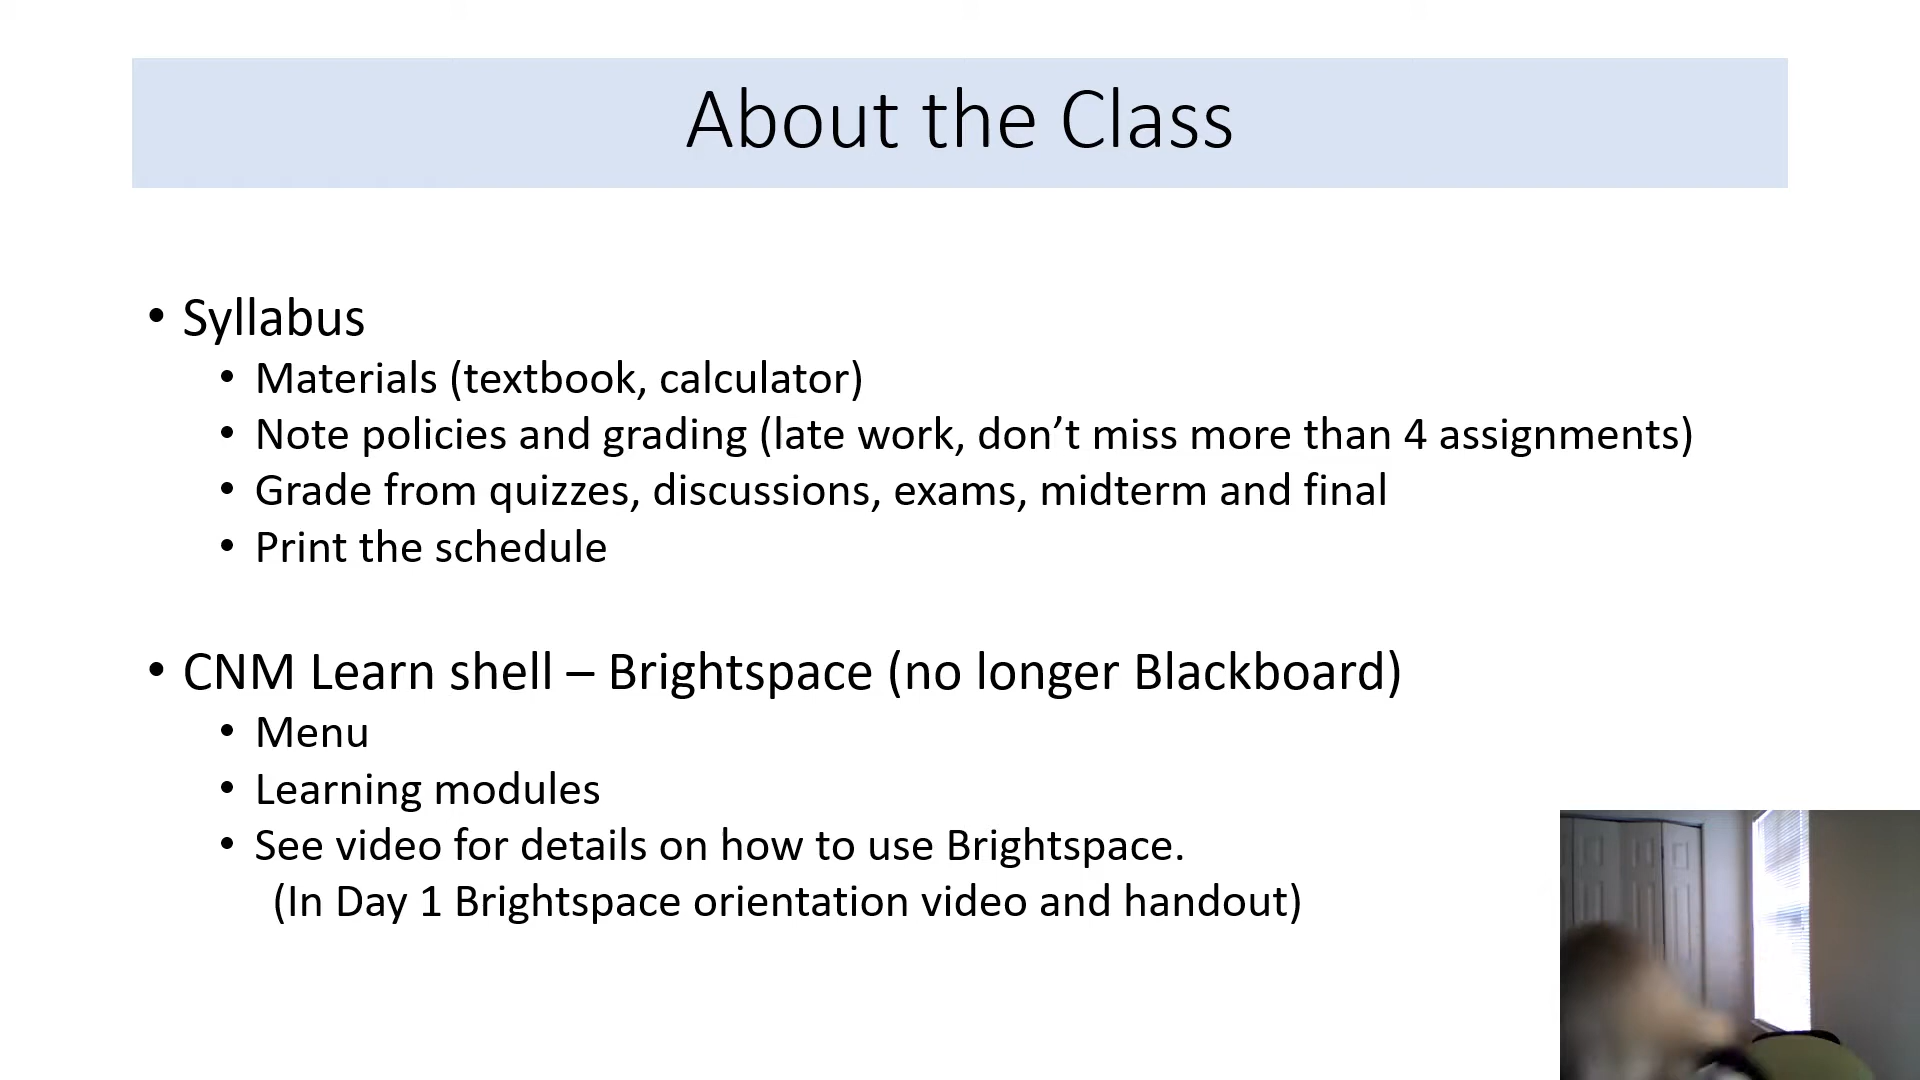 About the Class
• Syllabus
• Materials (textbook, calculator)
• Note policies and grading (late work, don’t miss more than 4 assignments)
• Grade from quizzes, discussions, exams, midterm and final
• Print the schedule
• CNM Learn shell – Brightspace (no longer Blackboard)
• Menu
• Learning modules
• See video for details on how to use Brightspace.
(In Day 1 Brightspace orientation video and handout)